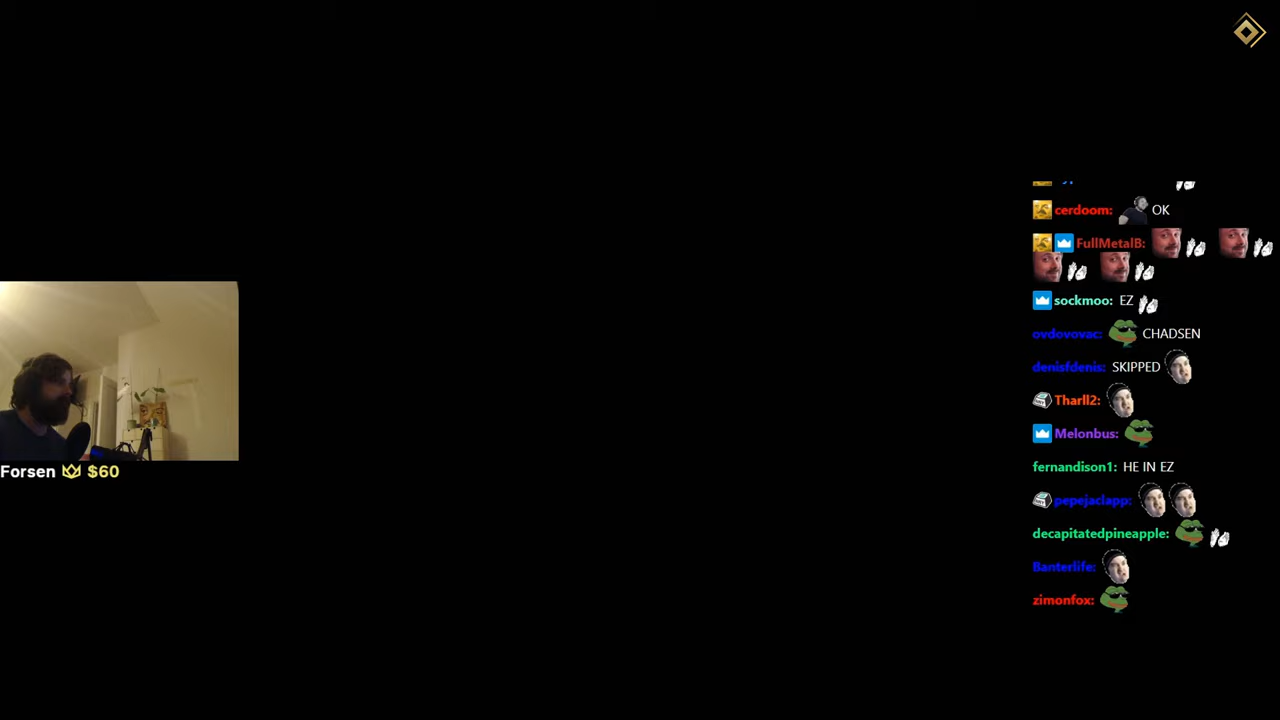 cerdoom: OK
FullMetalB:
sockmoo: EZ
ovdovovac: CHADSEN
denisfdenis: SKIPPED
Tharll2:
Melonbus:
fernandison1: HE IN EZ
pepejaclapp:
decapitatedpineapple:
Banterlife:
zimonfox:
Forsen $60